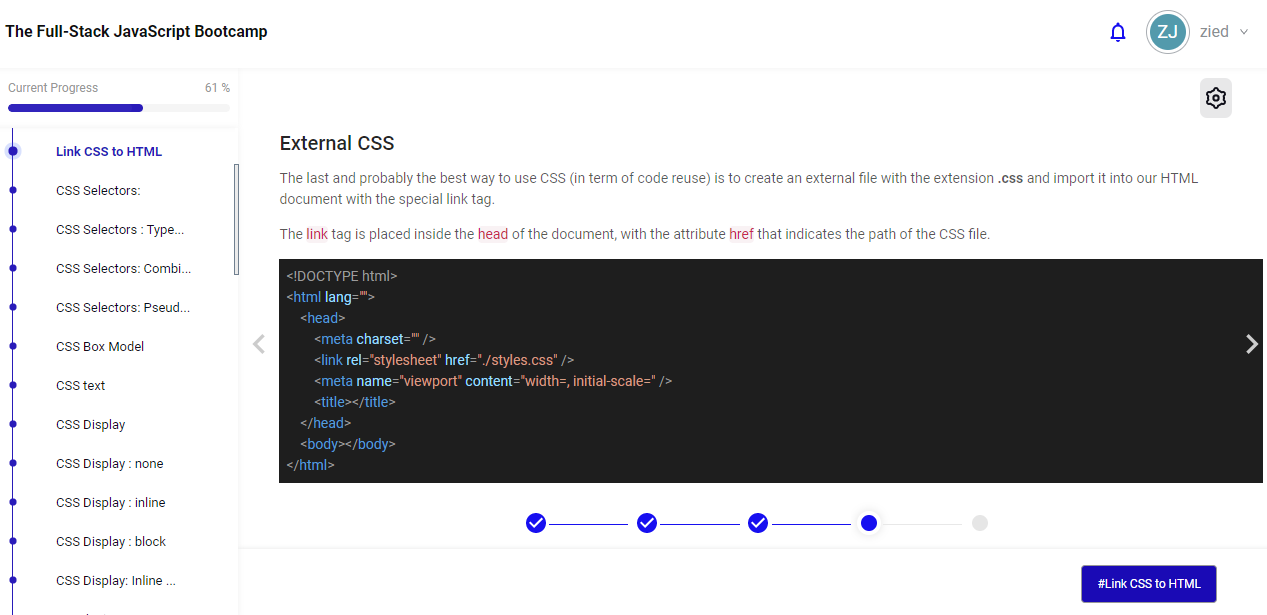 The Full-Stack JavaScript Bootcamp
ZJ
zied
Current Progress
61 %
Link CSS to HTML
CSS Selectors:
CSS Selectors : Type...
CSS Selectors: Combi...
CSS Selectors: Pseud...
CSS Box Model
CSS text
CSS Display
CSS Display : none
CSS Display : inline
CSS Display : block
CSS Display: Inline ...
External CSS
The last and probably the best way to use CSS (in term of code reuse) is to create an external file with the extension .css and import it into our HTML
document with the special link tag.
The link tag is placed inside the head of the document, with the attribute href that indicates the path of the CSS file.
<!DOCTYPE html>
<html lang="">
<head>
<meta charset="" />
<link rel="stylesheet" href="./styles.css" />
<meta name="viewport" content="width=, initial-scale=" />
<title></title>
</head>
<body></body>
</html>
#Link CSS to HTML